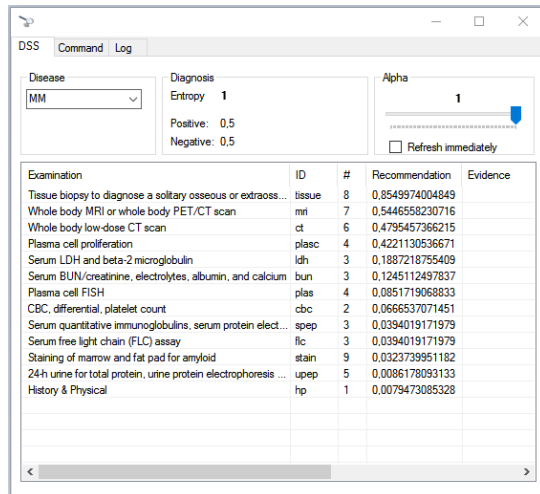 DSS Command Log
Disease Diagnosis Alpha
MM Entropy 1 1
Positive: 0,5
Negative: 0,5
Refresh immediately
Examination ID # Recommendation Evidence
Tissue biopsy to diagnose a solitary osseous or extraoss... tissue 8 0,8549974004849
Whole body MRI or whole body PET/CT scan mri 7 0,5446558230716
Whole body low-dose CT scan ct 6 0,4795457366215
Plasma cell proliferation plasc 4 0,4221130536671
Serum LDH and beta-2 microglobulin ldh 3 0,1887218755409
Serum BUN/creatinine, electrolytes, albumin, and calcium bun 3 0,1245112497837
Plasma cell FISH plas 4 0,0851719068833
CBC, differential, platelet count cbc 2 0,0666537071451
Serum quantitative immunoglobulins, serum protein elect... spep 3 0,0394019171979
Serum free light chain (FLC) assay flc 3 0,0394019171979
Staining of marrow and fat pad for amyloid stain 9 0,0323739951182
24-h urine for total protein, urine protein electrophoresis ... upep 5 0,0086178093133
History & Physical hp 1 0,0079473085328